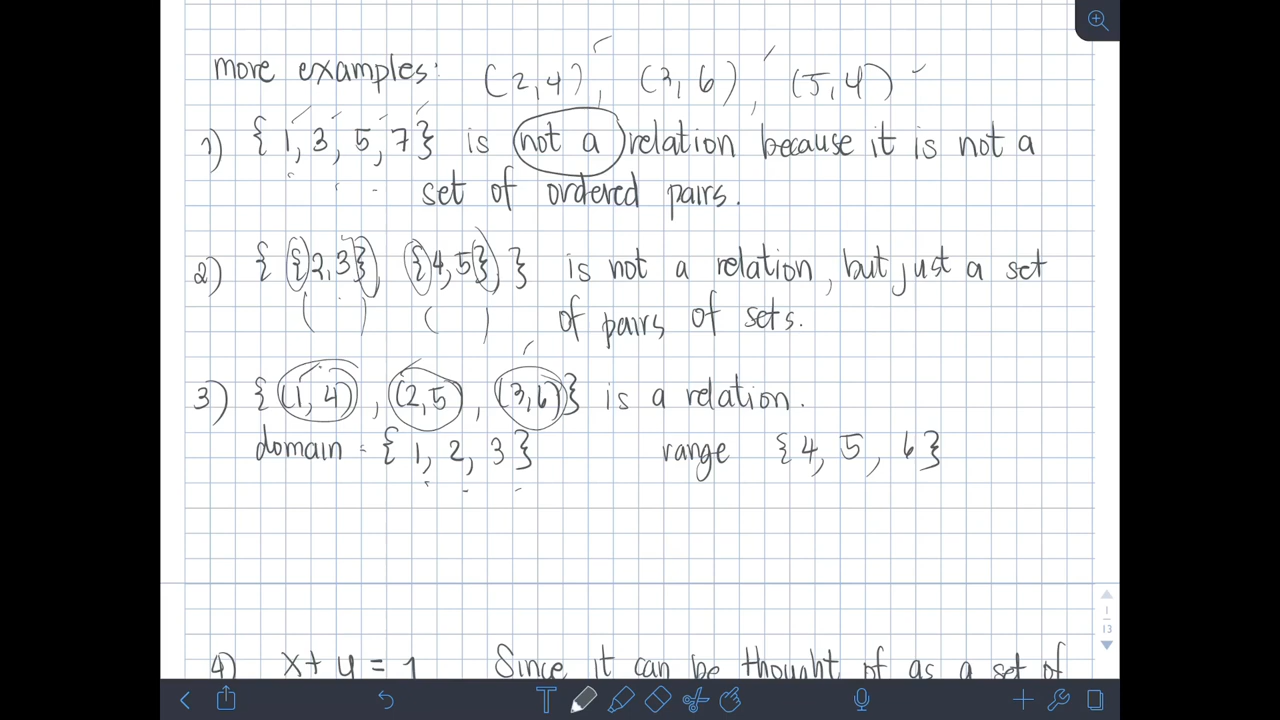 more examples: (2,4), (3,6), (5,4)
1) {1, 3, 5, 7} is not a relation because it is not a
set of ordered pairs.
2) { {2,3}, {4,5} } is not a relation, but just a set
of pairs of sets.
3) {(1,4), (2,5), (3,6)} is a relation.
domain = {1, 2, 3} range {4, 5, 6}
1
13
4) x+y=1 Since it can be thought of as a set of
T